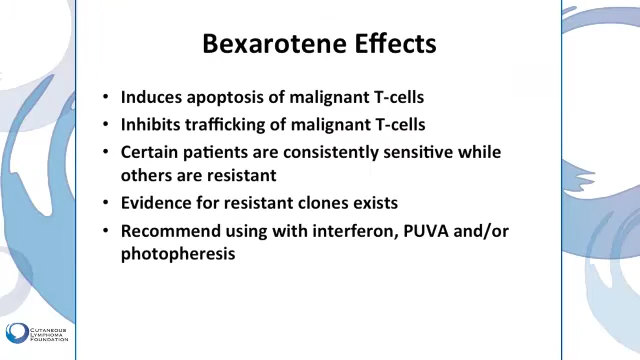 Bexarotene Effects
• Induces apoptosis of malignant T-cells
• Inhibits trafficking of malignant T-cells
• Certain patients are consistently sensitive while
others are resistant
• Evidence for resistant clones exists
• Recommend using with interferon, PUVA and/or
photopheresis
CUTANEOUS
LYMPHOMA
FOUNDATION